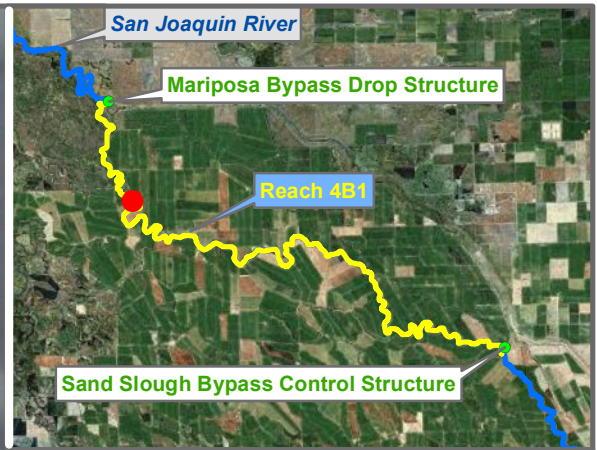 San Joaquin River
Mariposa Bypass Drop Structure
Reach 4B1
Sand Slough Bypass Control Structure